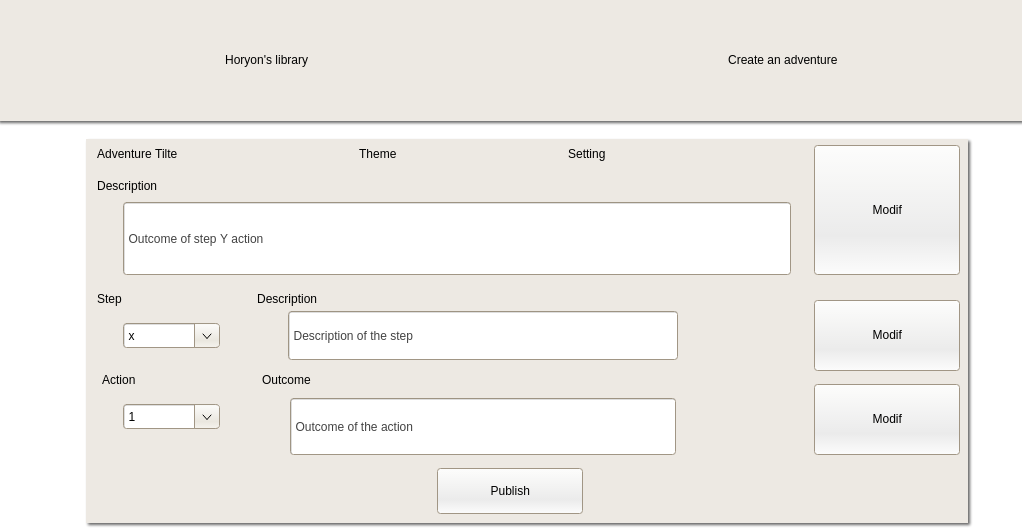 Horyon's library
Create an adventure
Adventure Tilte
Theme
Setting
Modif
Description
Outcome of step Y action
Step
Description
x
Description of the step
Modif
Action
Outcome
1
Outcome of the action
Modif
Publish